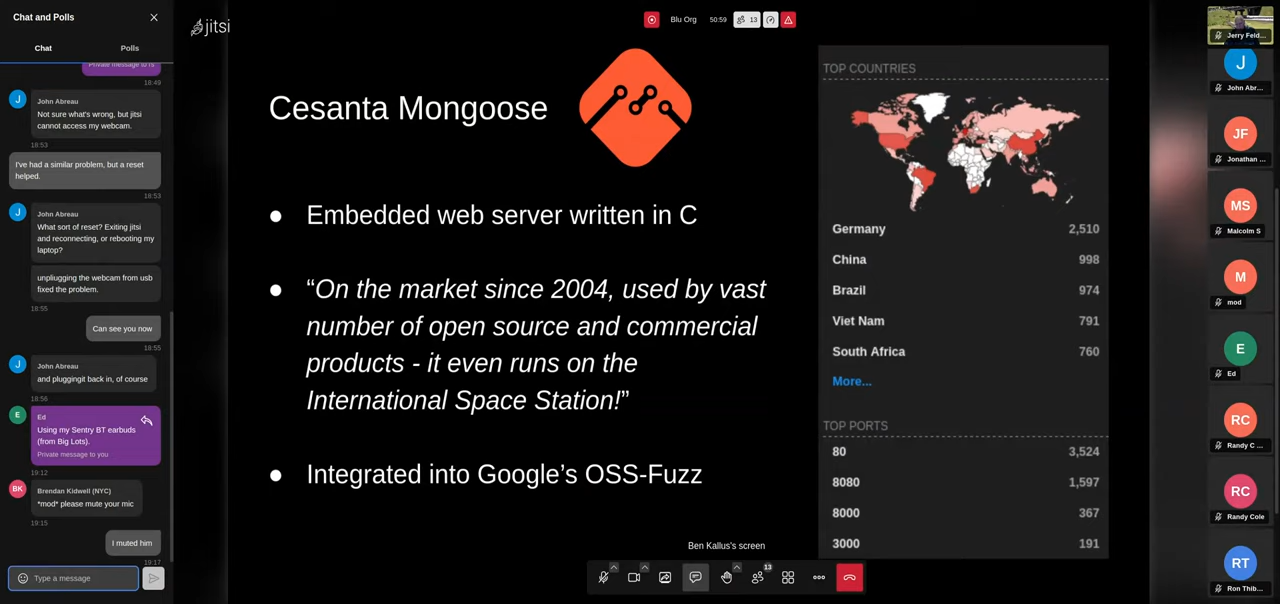 Chat and Polls
Chat
Polls
18:49
John Abreau
Not sure what's wrong, but jitsi
cannot access my webcam.
18:53
I've had a similar problem, but a reset
helped.
18:53
John Abreau
What sort of reset? Exiting jitsi
and reconnecting, or rebooting my
laptop?
unpliugging the webcam from usb
fixed the problem.
18:55
Can see you now
18:55
John Abreau
and pluggingit back in, of course
18:56
Ed
Using my Sentry BT earbuds
(from Big Lots).
Private message to you
19:12
Brendan Kidwell (NYC)
*mod* please mute your mic
19:15
I muted him
19:17
Type a message
jitsi
Blu Org
50:59
13
Cesanta Mongoose
● Embedded web server written in C
● “On the market since 2004, used by vast
number of open source and commercial
products - it even runs on the
International Space Station!”
● Integrated into Google’s OSS-Fuzz
TOP COUNTRIES
Germany 2,510
China 998
Brazil 974
Viet Nam 791
South Africa 760
More...
TOP PORTS
80 3,524
8080 1,597
8000 367
3000 191
Ben Kallus's screen
13
Jerry Feld...
J
John Abr...
JF
Jonathan ...
MS
Malcolm S
M
mod
E
Ed
RC
Randy C ...
RC
Randy Cole
RT
Ron Thib...
J
J
J
E
BK